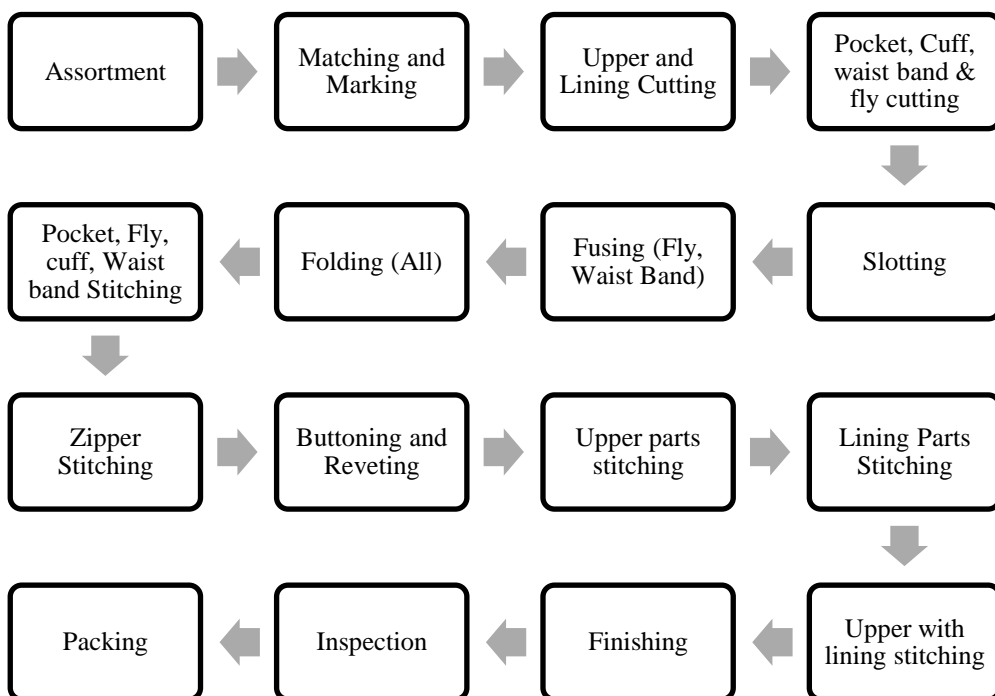 Assortment
Matching and
Marking
Upper and
Lining Cutting
Pocket, Cuff,
waist band &
fly cutting
Slotting
Fusing (Fly,
Waist Band)
Folding (All)
Pocket, Fly,
cuff, Waist
band Stitching
Zipper
Stitching
Buttoning and
Reveting
Upper parts
stitching
Lining Parts
Stitching
Upper with
lining stitching
Finishing
Inspection
Packing